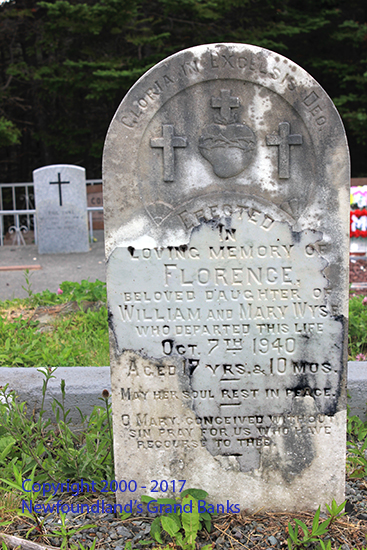 GLORIA IN EXCELSIS DEO.
ERECTED
IN
LOVING MEMORY OF
FLORENCE,
BELOVED DAUGHTER OF
WILLIAM AND MARY WYS
WHO DEPARTED THIS LIFE
OCT. 7TH 1940
AGED 17 YRS. & 10 MOS.
MAY HER SOUL REST IN PEACE.
O MARY, CONCEIVED WITHOUT
SIN PRAY FOR US WHO HAVE
RECOURSE TO THEE.
Copyright 2000 - 2017
Newfoundland's Grand Banks